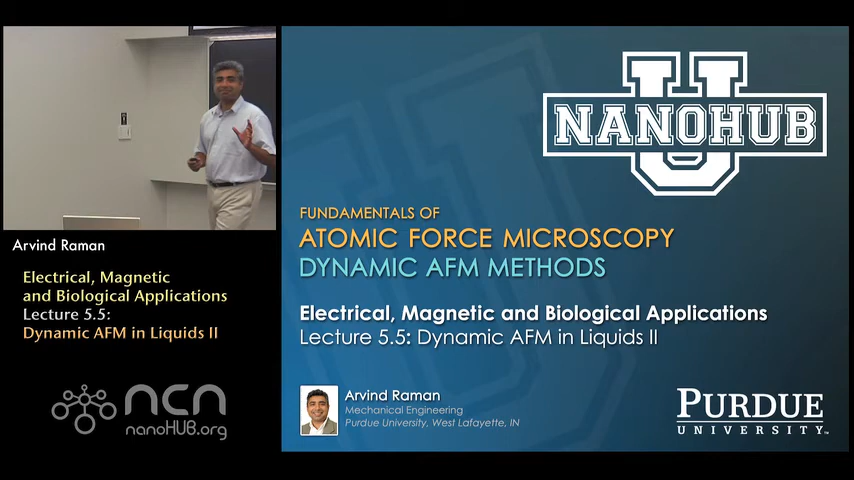 Arvind Raman
Electrical, Magnetic
and Biological Applications
Lecture 5.5:
Dynamic AFM in Liquids II
ncn
nanoHUB.org
NANOHUB
U
FUNDAMENTALS OF
ATOMIC FORCE MICROSCOPY
DYNAMIC AFM METHODS
Electrical, Magnetic and Biological Applications
Lecture 5.5: Dynamic AFM in Liquids II
Arvind Raman
Mechanical Engineering
Purdue University, West Lafayette, IN
PURDUE
UNIVERSITY